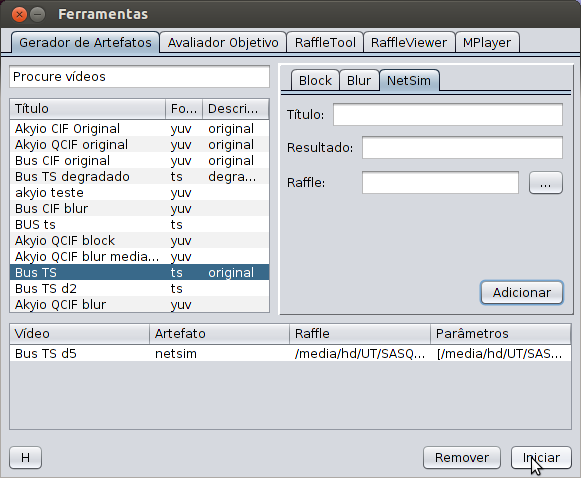 Ferramentas
Gerador de Artefatos Avaliador Objetivo RaffleTool RaffleViewer MPlayer
Procure vídeos
Título Fo... Descri...
Akyio CIF Original yuv original
Akyio QCIF original yuv original
Bus CIF original yuv original
Bus TS degradado ts degra...
akyio teste yuv
Bus CIF blur yuv
BUS ts ts
Akyio QCIF block yuv
Akyio QCIF blur media... yuv
Bus TS ts original
Bus TS d2 ts
Akyio QCIF blur yuv
Block Blur NetSim
Título:
Resultado:
Raffle: ...
Adicionar
Vídeo Artefato Raffle Parâmetros
Bus TS d5 netsim /media/hd/UT/SASQ... [/media/hd/UT/SAS...
H Remover Iniciar